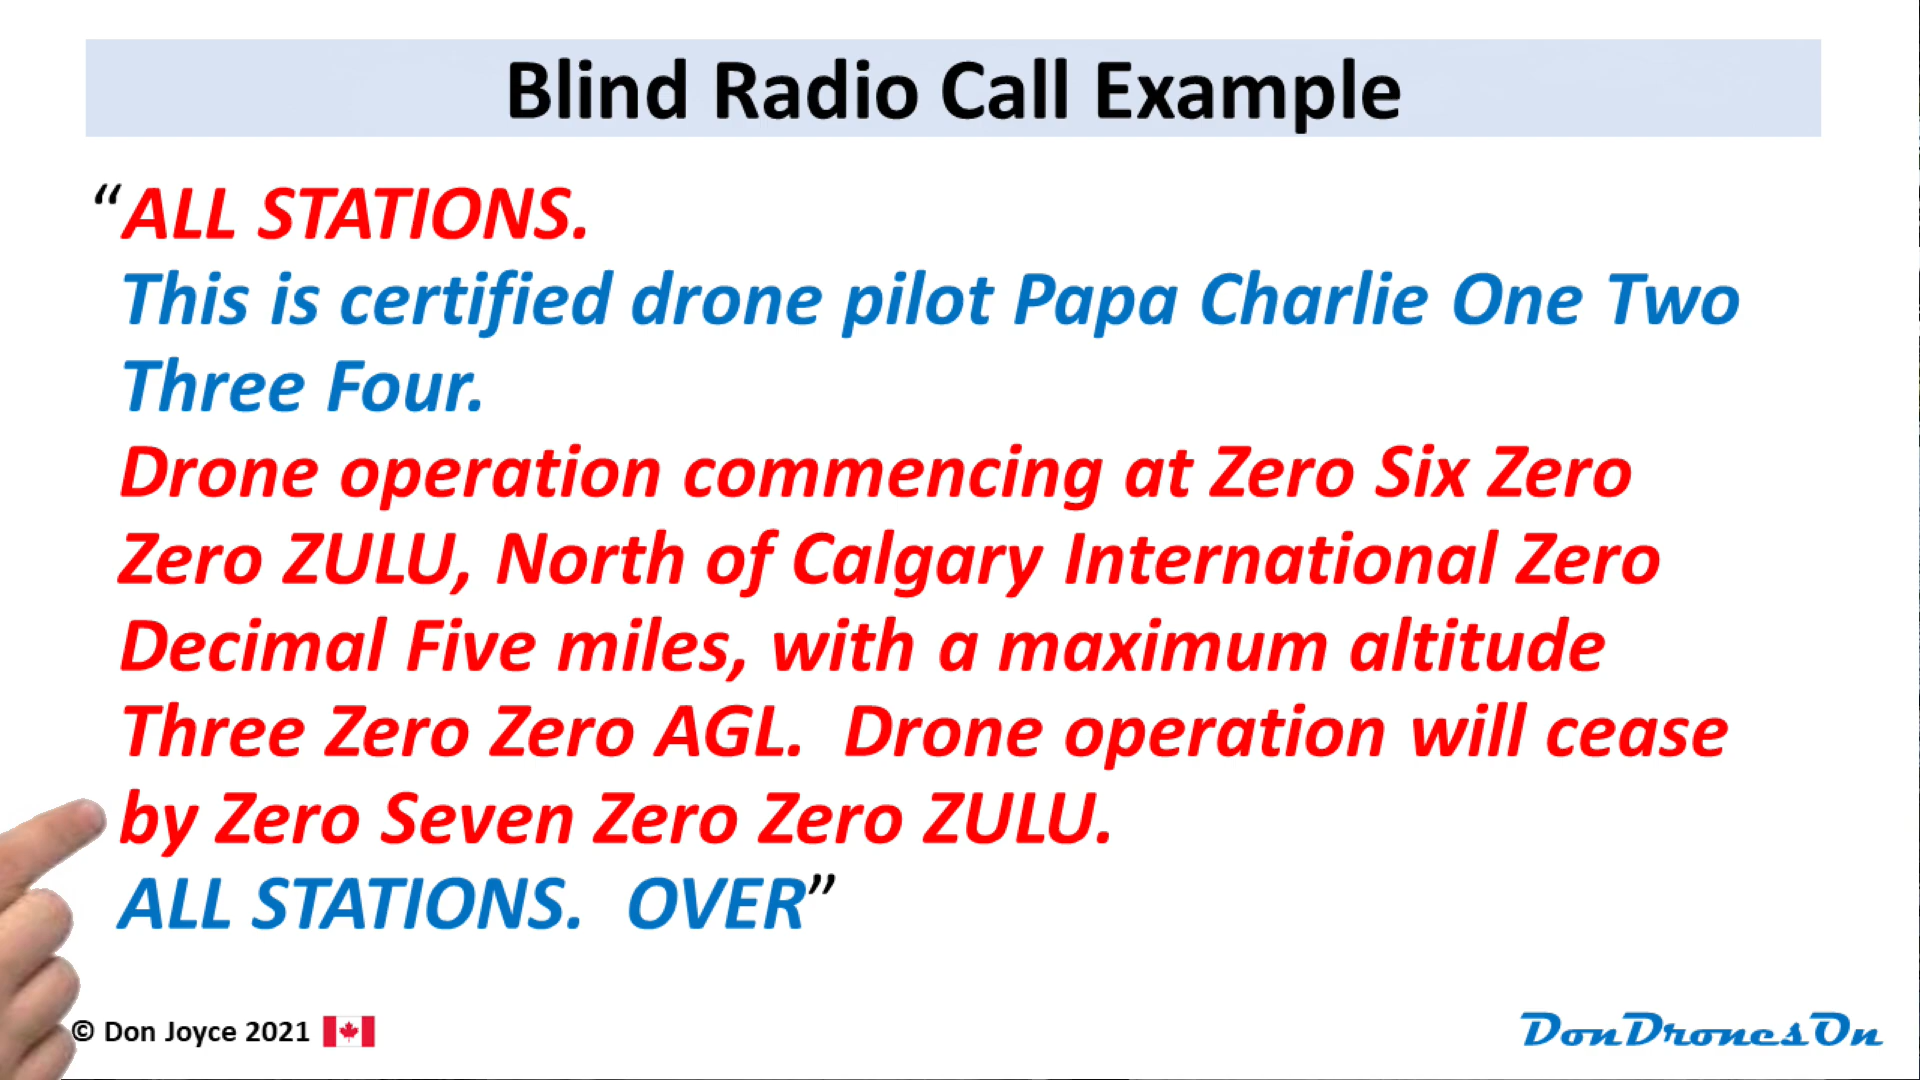 Blind Radio Call Example
“ALL STATIONS.
This is certified drone pilot Papa Charlie One Two
Three Four.
Drone operation commencing at Zero Six Zero
Zero ZULU, North of Calgary International Zero
Decimal Five miles, with a maximum altitude
Three Zero Zero AGL.  Drone operation will cease
by Zero Seven Zero Zero ZULU.
ALL STATIONS.  OVER”
© Don Joyce 2021
DonDronesOn